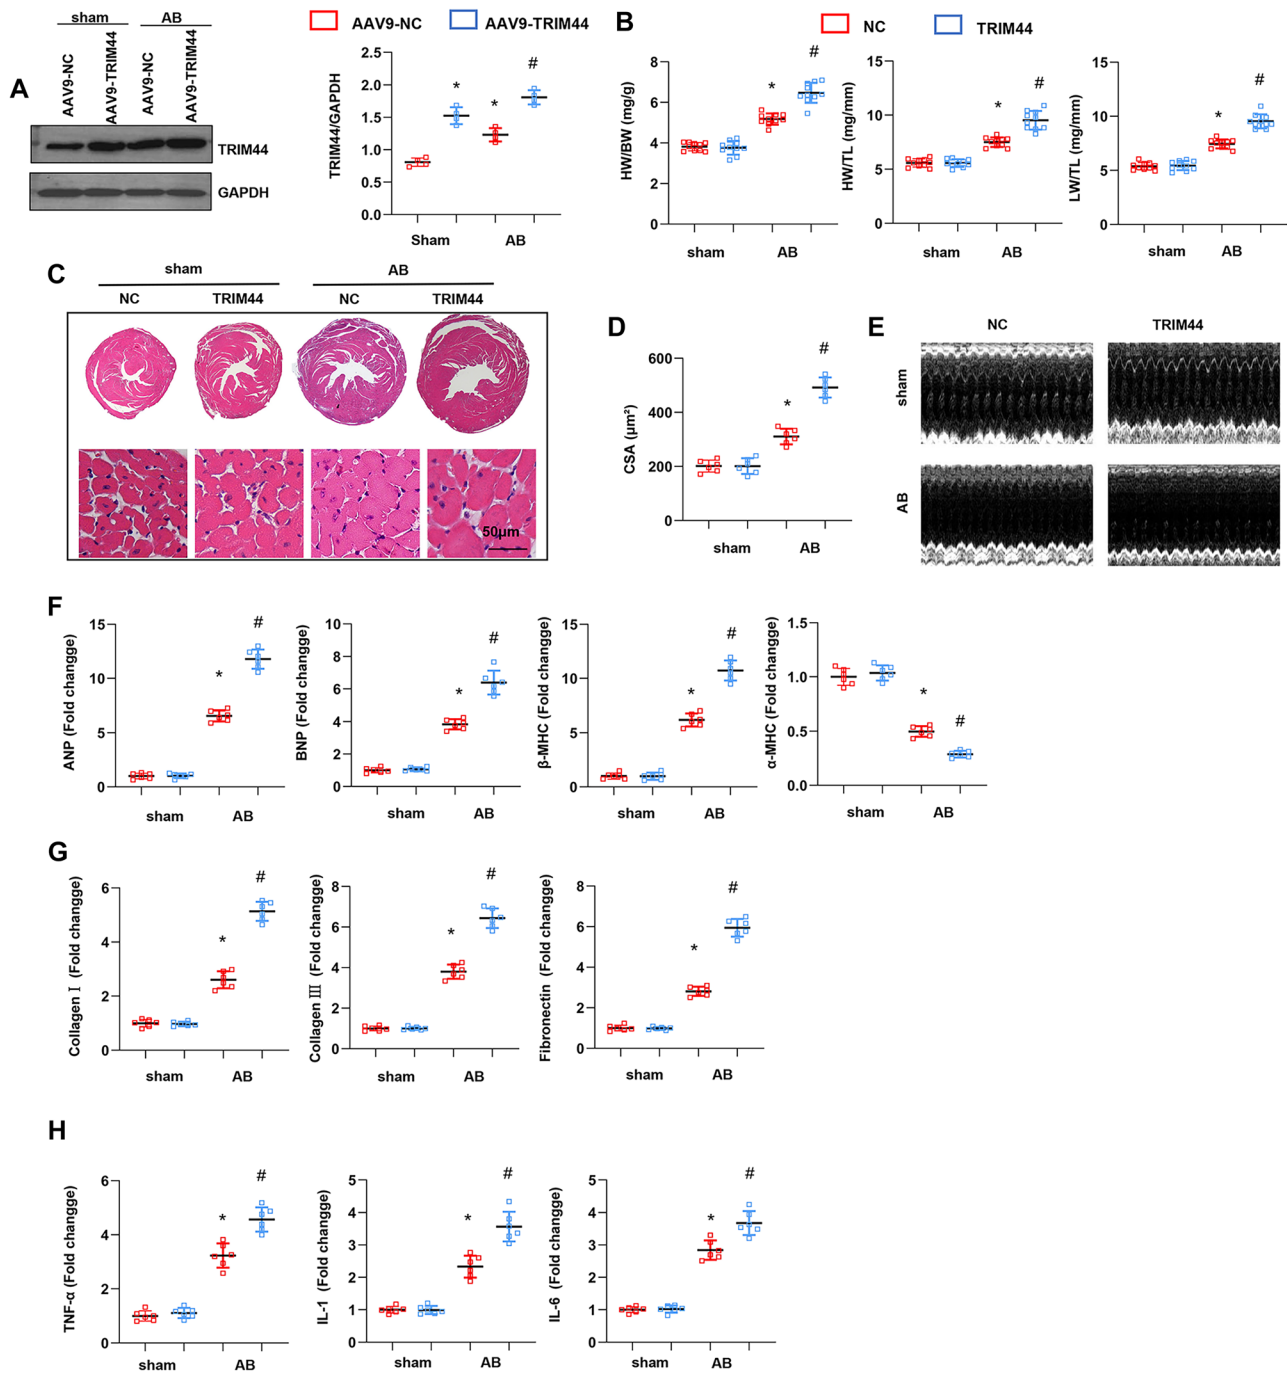 A
sham
AB
AAV9-NC
AAV9-TRIM44
AAV9-NC
AAV9-TRIM44
TRIM44
GAPDH
AAV9-NC
AAV9-TRIM44
TRIM44/GAPDH
2.5
2.0
1.5
1.0
0.5
0.0
*
*
#
Sham
AB
B
NC
TRIM44
HW/BW (mg/g)
8
6
4
2
0
*
#
sham
AB
HW/TL (mg/mm)
15
10
5
0
*
#
sham
AB
LW/TL (mg/mm)
15
10
5
0
*
#
sham
AB
C
sham
AB
NC
TRIM44
NC
TRIM44
50μm
D
CSA (μm²)
600
400
200
0
*
#
sham
AB
E
NC
TRIM44
sham
AB
F
ANP (Fold changge)
15
10
5
0
*
#
sham
AB
BNP (Fold changge)
10
8
6
4
2
0
*
#
sham
AB
β-MHC (Fold changge)
15
10
5
0
*
#
sham
AB
α-MHC (Fold changge)
1.5
1.0
0.5
0.0
*
#
sham
AB
G
Collagen Ⅰ (Fold changge)
6
4
2
0
*
#
sham
AB
Collagen Ⅲ (Fold changge)
8
6
4
2
0
*
#
sham
AB
Fibronectin (Fold changge)
8
6
4
2
0
*
#
sham
AB
H
TNF-α (Fold changge)
6
4
2
0
*
#
sham
AB
IL-1 (Fold changge)
5
4
3
2
1
0
*
#
sham
AB
IL-6 (Fold changge)
5
4
3
2
1
0
*
#
sham
AB